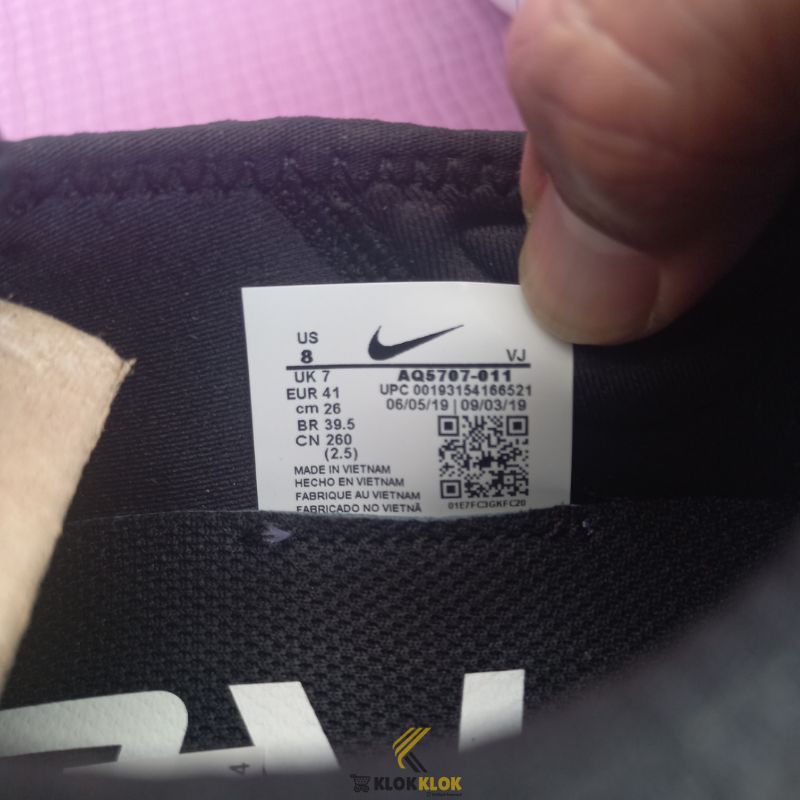 US
8
VJ
UK 7
AQ5707-011
EUR 41
UPC 00193154166521
cm 26
06/05/19 | 09/03/19
BR 39.5
CN 260
(2.5)
MADE IN VIETNAM
HECHO EN VIETNAM
FABRIQUE AU VIETNAM
FABRICADO NO VIETNÃ
01E7FC3GKFC20
4
KLOKKLOK